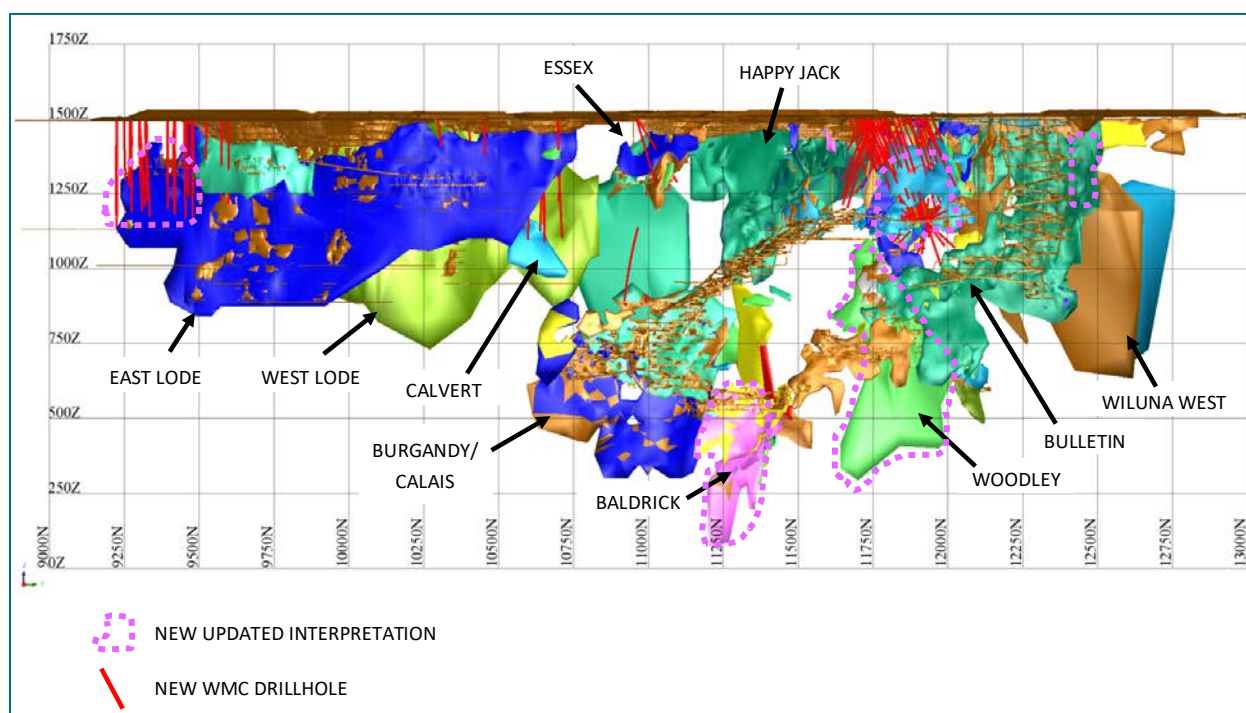 1750Z
1500Z
1250Z
1000Z
750Z
500Z
250Z
0Z
ESSEX
HAPPY JACK
EAST LODE
WEST LODE
CALVERT
BURGANDY/
CALAIS
BALDRICK
WOODLEY
BULLETIN
WILUNA WEST
9000N
9250N
9500N
9750N
10000N
10250N
10500N
10750N
11000N
11250N
11500N
11750N
12000N
12250N
12500N
12750N
13000N
NEW UPDATED INTERPRETATION
NEW WMC DRILLHOLE